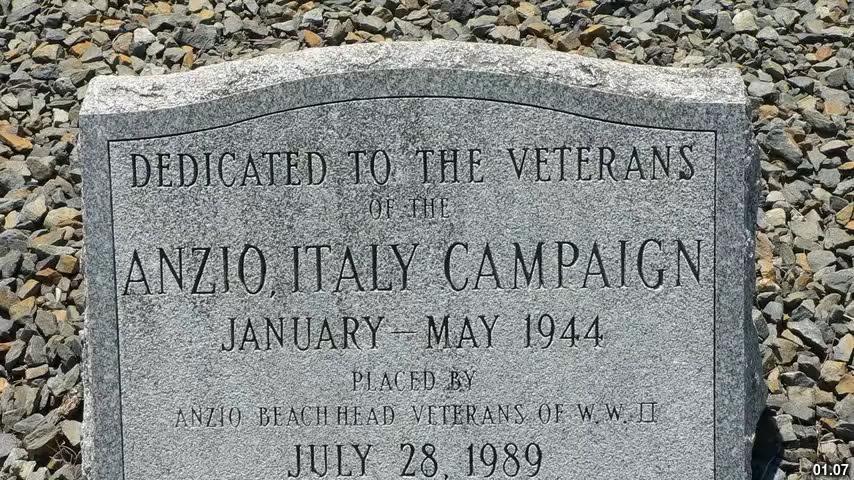 DEDICATED TO THE VETERANS
OF THE
ANZIO, ITALY CAMPAIGN
JANUARY – MAY 1944
PLACED BY
ANZIO BEACHHEAD VETERANS OF W.W. II
JULY 28, 1989
01.07